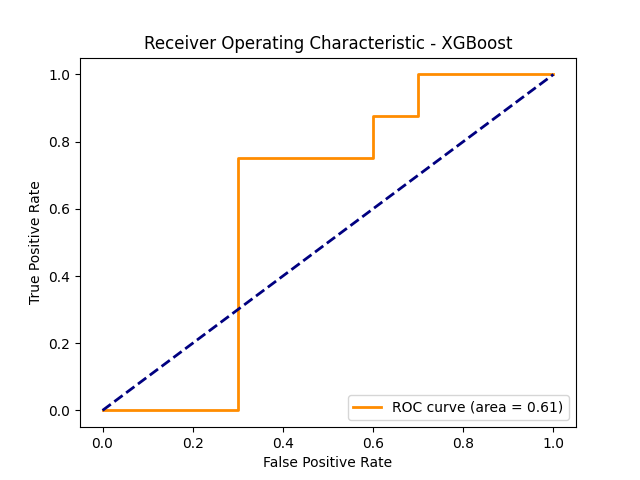 Receiver Operating Characteristic - XGBoost
1.0
0.8
0.6
0.4
0.2
0.0
True Positive Rate
ROC curve (area = 0.61)
0.0 0.2 0.4 0.6 0.8 1.0
False Positive Rate